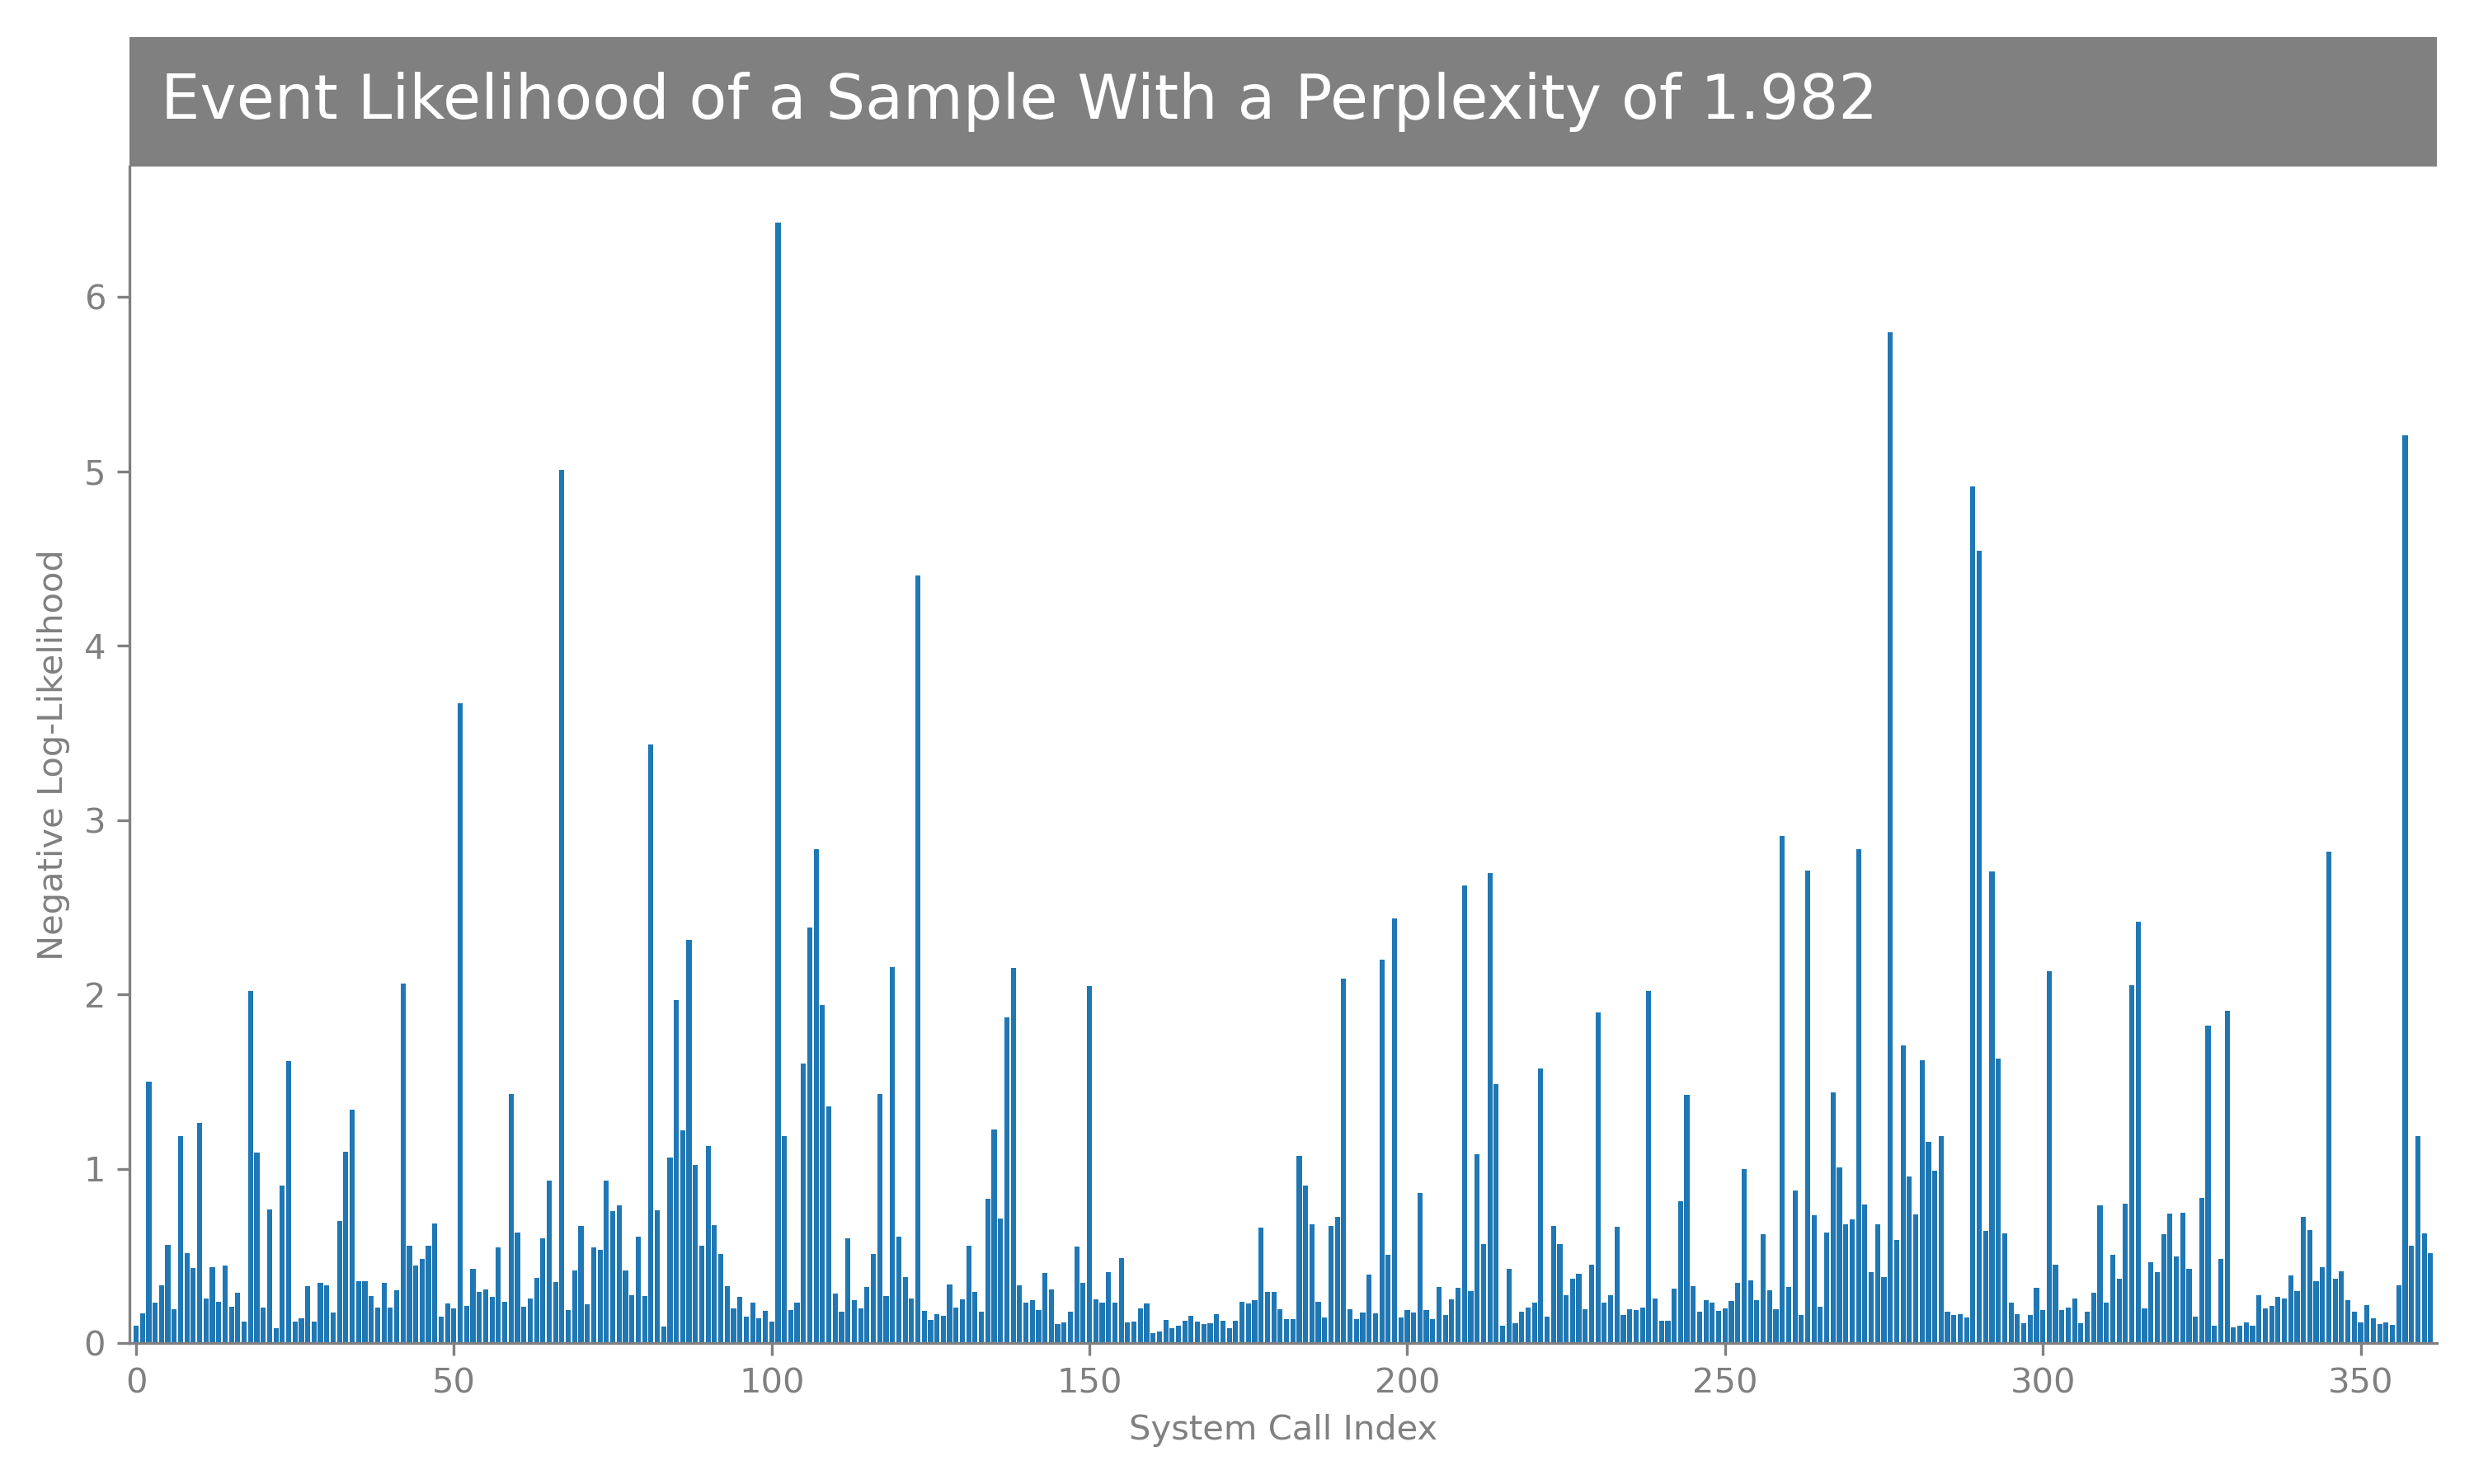 Event Likelihood of a Sample With a Perplexity of 1.982
Negative Log-Likelihood
6
5
4
3
2
1
0
0 50 100 150 200 250 300 350
System Call Index